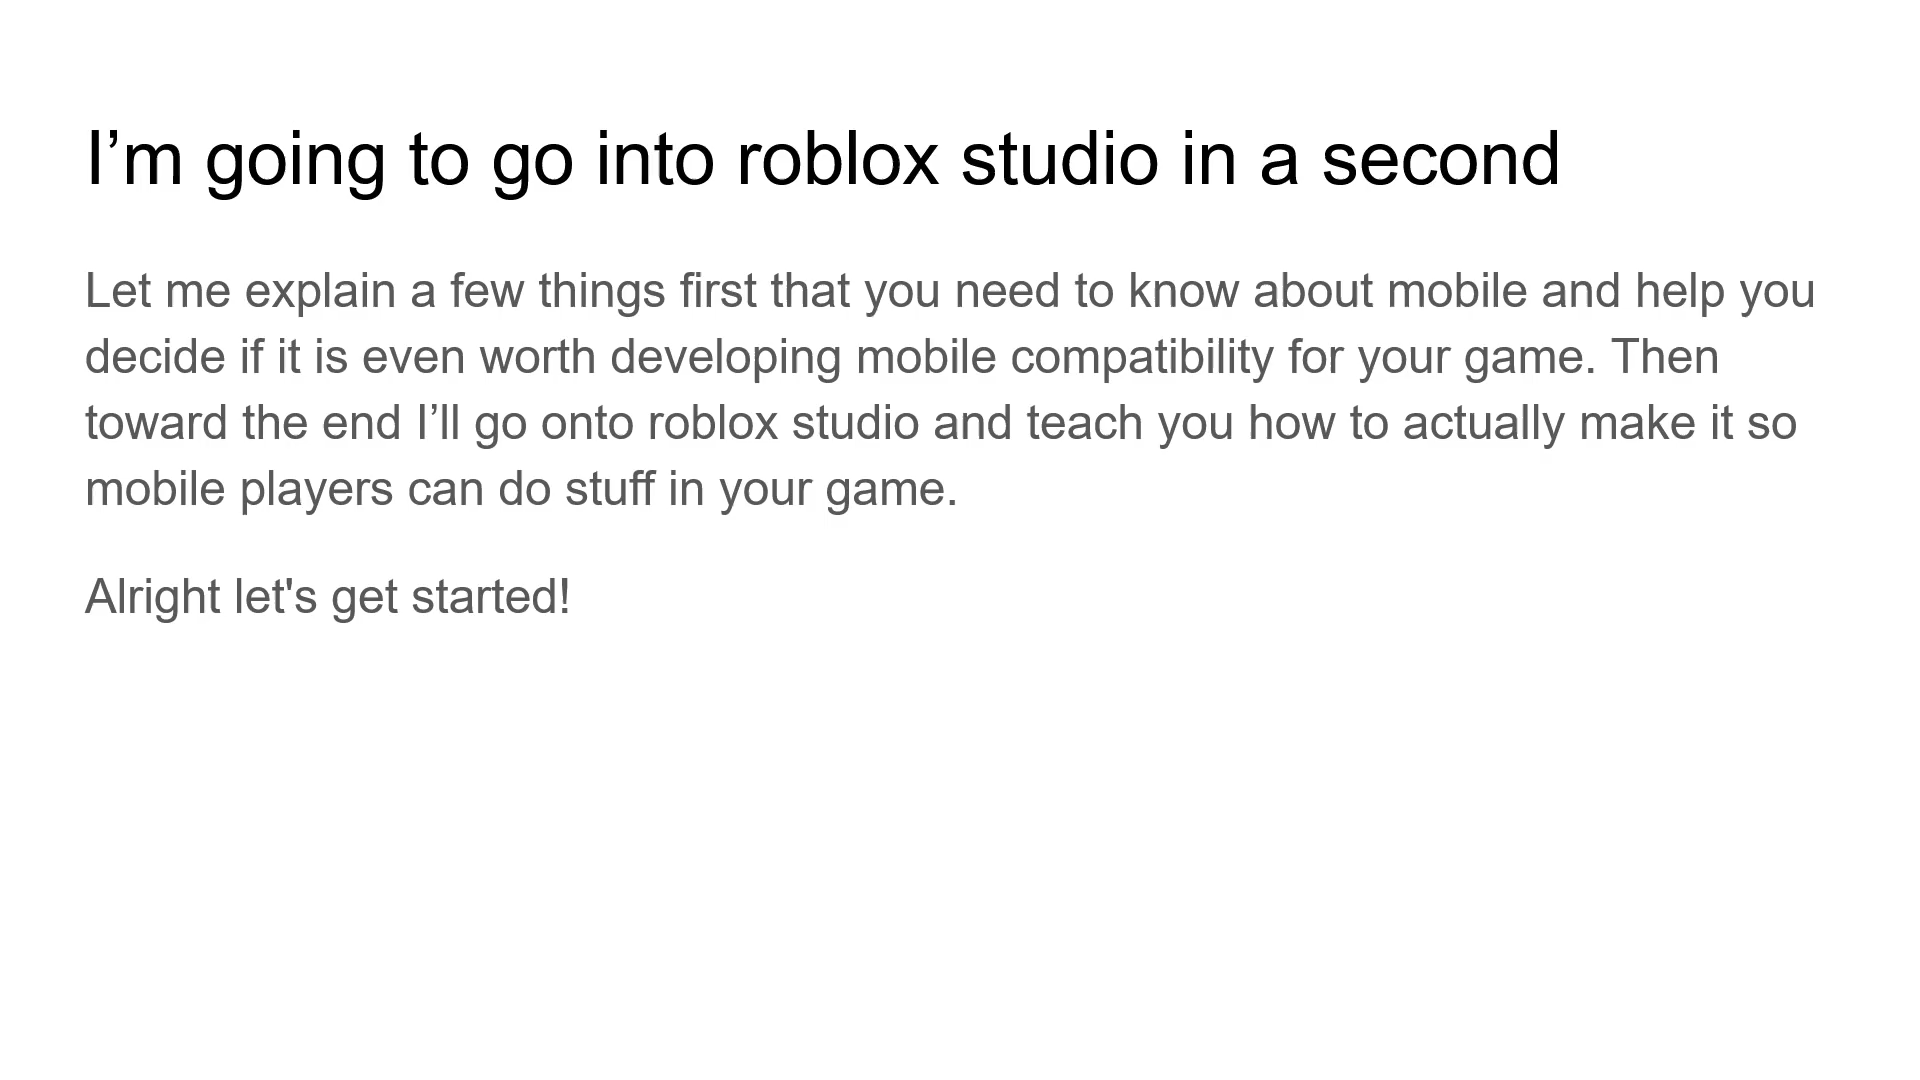 I’m going to go into roblox studio in a second
Let me explain a few things first that you need to know about mobile and help you
decide if it is even worth developing mobile compatibility for your game. Then
toward the end I’ll go onto roblox studio and teach you how to actually make it so
mobile players can do stuff in your game.
Alright let's get started!